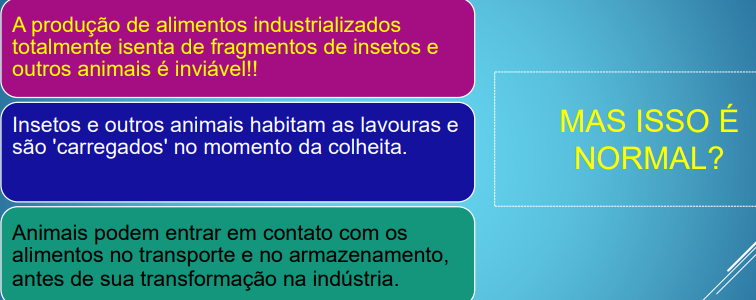 A produção de alimentos industrializados
totalmente isenta de fragmentos de insetos e
outros animais é inviável!!
Insetos e outros animais habitam as lavouras e
são 'carregados' no momento da colheita.
Animais podem entrar em contato com os
alimentos no transporte e no armazenamento,
antes de sua transformação na indústria.
MAS ISSO É
NORMAL?